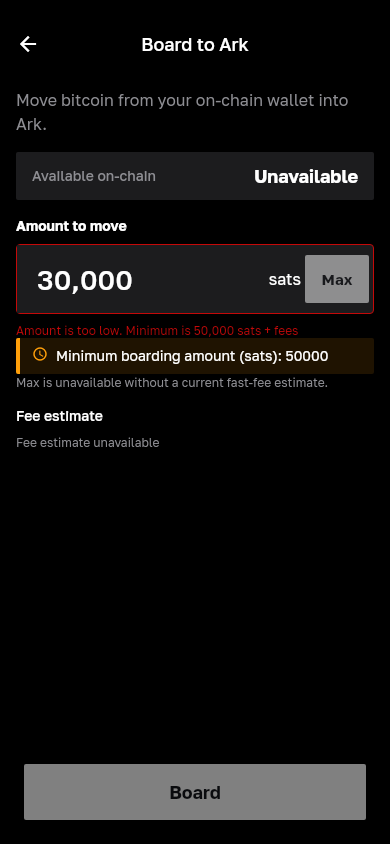 Board to Ark
Move bitcoin from your on-chain wallet into
Ark.
Available on-chain
Unavailable
Amount to move
30,000
sats
Max
Amount is too low. Minimum is 50,000 sats + fees
Minimum boarding amount (sats): 50000
Max is unavailable without a current fast-fee estimate.
Fee estimate
Fee estimate unavailable
Board